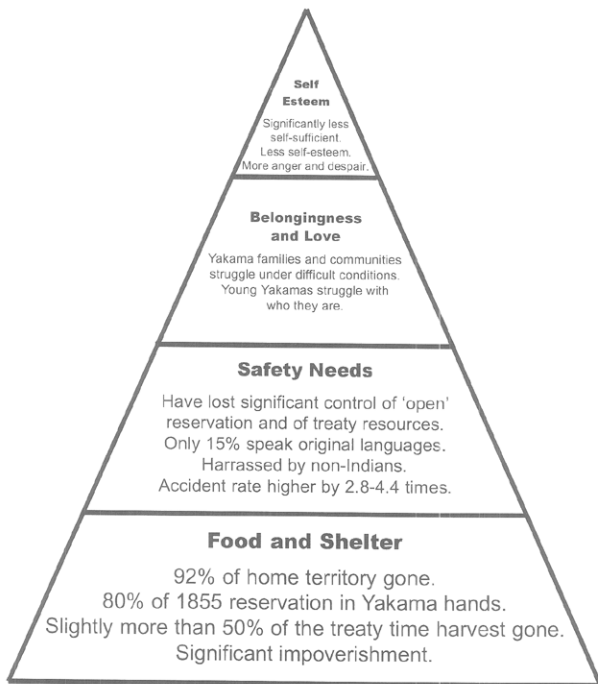 Self
Esteem
Significantly less
self-sufficient.
Less self-esteem.
More anger and despair.
Belongingness
and Love
Yakama families and communities
struggle under difficult conditions.
Young Yakamas struggle with
who they are.
Safety Needs
Have lost significant control of ‘open’
reservation and of treaty resources.
Only 15% speak original languages.
Harrassed by non-Indians.
Accident rate higher by 2.8-4.4 times.
Food and Shelter
92% of home territory gone.
80% of 1855 reservation in Yakama hands.
Slightly more than 50% of the treaty time harvest gone.
Significant impoverishment.